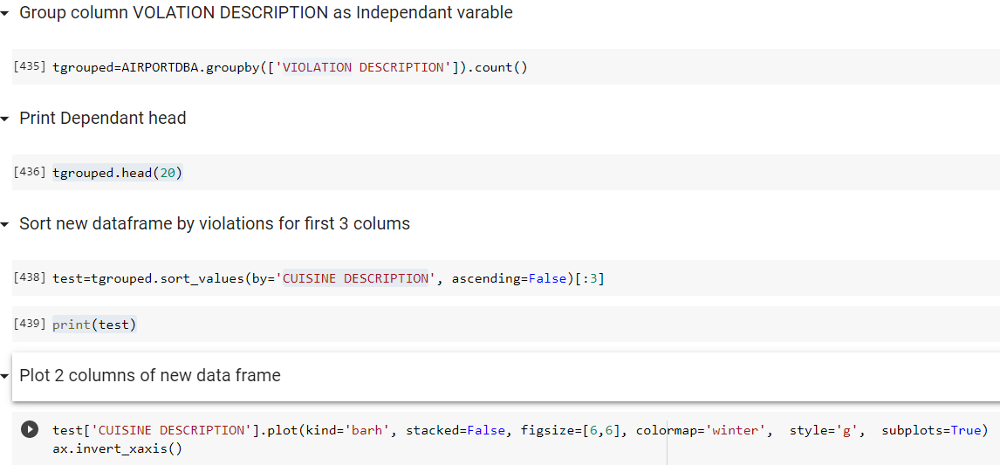 Group column VOLATION DESCRIPTION as Independant varable
[435] tgrouped=AIRPORTDBA.groupby(['VIOLATION DESCRIPTION']).count()
Print Dependant head
[436] tgrouped.head(20)
Sort new dataframe by violations for first 3 colums
[438] test=tgrouped.sort_values(by='CUISINE DESCRIPTION', ascending=False)[:3]
[439] print(test)
Plot 2 columns of new data frame
test['CUISINE DESCRIPTION'].plot(kind='barh', stacked=False, figsize=[6,6], colormap='winter',  style='g',  subplots=True)
ax.invert_xaxis()